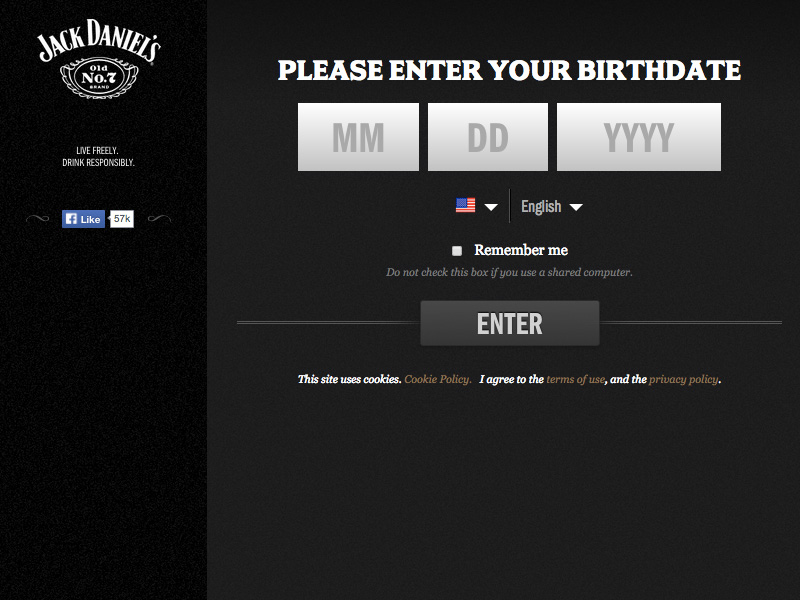 JACK DANIEL'S
Old
No.7
BRAND
LIVE FREELY.
DRINK RESPONSIBLY.
Like 57k
PLEASE ENTER YOUR BIRTHDATE
MM DD YYYY
English
Remember me
Do not check this box if you use a shared computer.
ENTER
This site uses cookies. Cookie Policy. I agree to the terms of use, and the privacy policy.